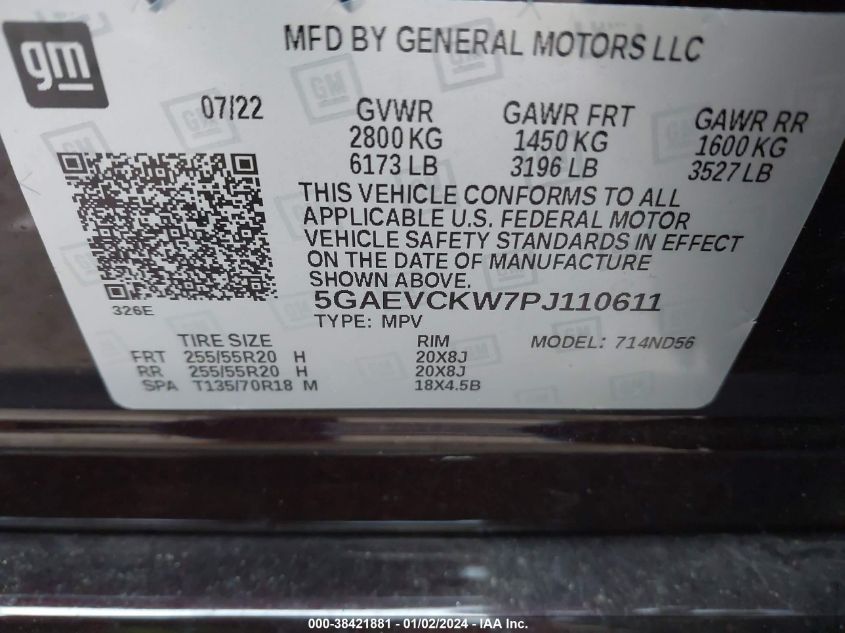 gm
MFD BY GENERAL MOTORS LLC
07/22
GVWR GAWR FRT GAWR RR
2800 KG 1450 KG 1600 KG
6173 LB 3196 LB 3527 LB
THIS VEHICLE CONFORMS TO ALL
APPLICABLE U.S. FEDERAL MOTOR
VEHICLE SAFETY STANDARDS IN EFFECT
ON THE DATE OF MANUFACTURE
SHOWN ABOVE.
326E
5GAEVCKW7PJ110611
TYPE: MPV
TIRE SIZE RIM MODEL: 714ND56
FRT 255/55R20 H 20X8J
RR 255/55R20 H 20X8J
SPA T135/70R18 M 18X4.5B
000-38421881 - 01/02/2024 - IAA Inc.